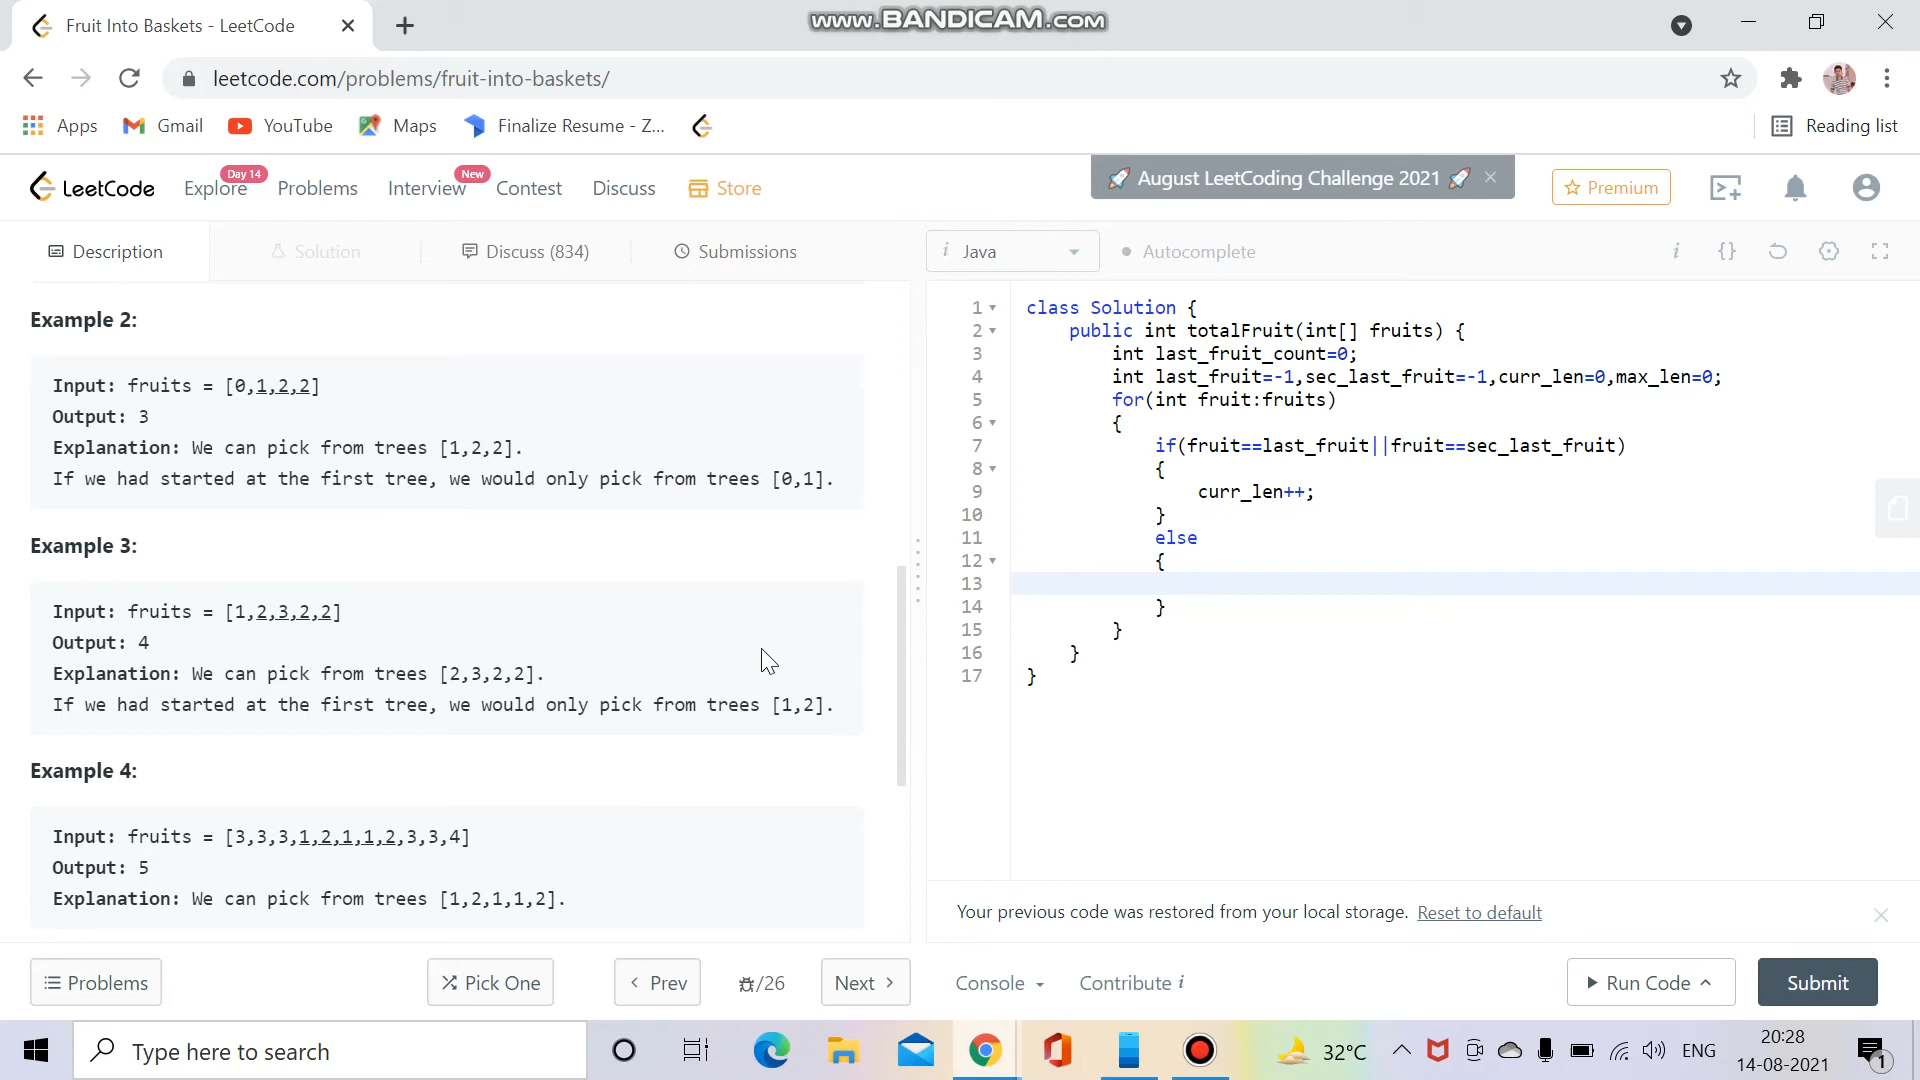 Fruit Into Baskets - LeetCode
www.BANDICAM.com
leetcode.com/problems/fruit-into-baskets/
Apps Gmail YouTube Maps Finalize Resume - Z... Reading list
LeetCode Explore Day 14 Problems Interview New Contest Discuss Store August LeetCoding Challenge 2021 Premium
Description Solution Discuss (834) Submissions
Example 2:
Input: fruits = [0,1,2,2]
Output: 3
Explanation: We can pick from trees [1,2,2].
If we had started at the first tree, we would only pick from trees [0,1].
Example 3:
Input: fruits = [1,2,3,2,2]
Output: 4
Explanation: We can pick from trees [2,3,2,2].
If we had started at the first tree, we would only pick from trees [1,2].
Example 4:
Input: fruits = [3,3,3,1,2,1,1,2,3,3,4]
Output: 5
Explanation: We can pick from trees [1,2,1,1,2].
Problems Pick One Prev /26 Next
i Java Autocomplete i {}
1 class Solution {
2 public int totalFruit(int[] fruits) {
3 int last_fruit_count=0;
4 int last_fruit=-1,sec_last_fruit=-1,curr_len=0,max_len=0;
5 for(int fruit:fruits)
6 {
7 if(fruit==last_fruit||fruit==sec_last_fruit)
8 {
9 curr_len++;
10 }
11 else
12 {
13
14 }
15 }
16 }
17 }
Your previous code was restored from your local storage. Reset to default
Console Contribute i Run Code Submit
Type here to search
32°C ENG 20:28
14-08-2021 1